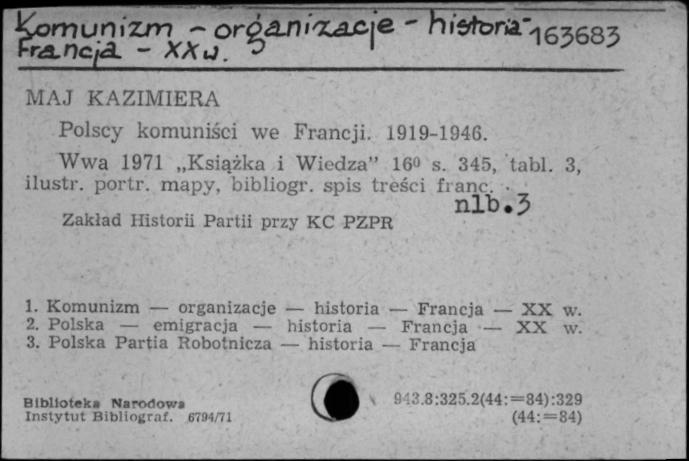 Komunizm - organizacje - historia - 163683
Francja - XX w.
MAJ KAZIMIERA
Polscy komuniści we Francji. 1919-1946.
Wwa 1971 „Książka i Wiedza” 16⁰ s. 345, tabl. 3,
ilustr. portr. mapy, bibliogr. spis treści franc.
nlb. 3
Zakład Historii Partii przy KC PZPR
1. Komunizm — organizacje — historia — Francja — XX w.
2. Polska — emigracja — historia — Francja — XX w.
3. Polska Partia Robotnicza — historia — Francja
Biblioteka Narodowa 943.8:325.2(44:=84):329
Instytut Bibliograf. 6794/71 (44:=84)